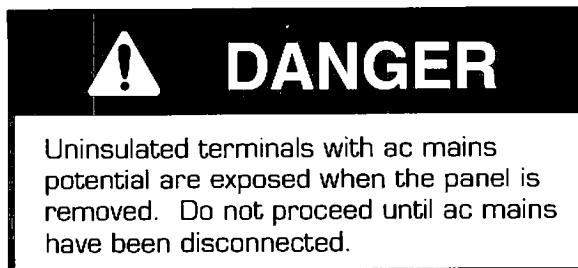 DANGER
Uninsulated terminals with ac mains
potential are exposed when the panel is
removed. Do not proceed until ac mains
have been disconnected.